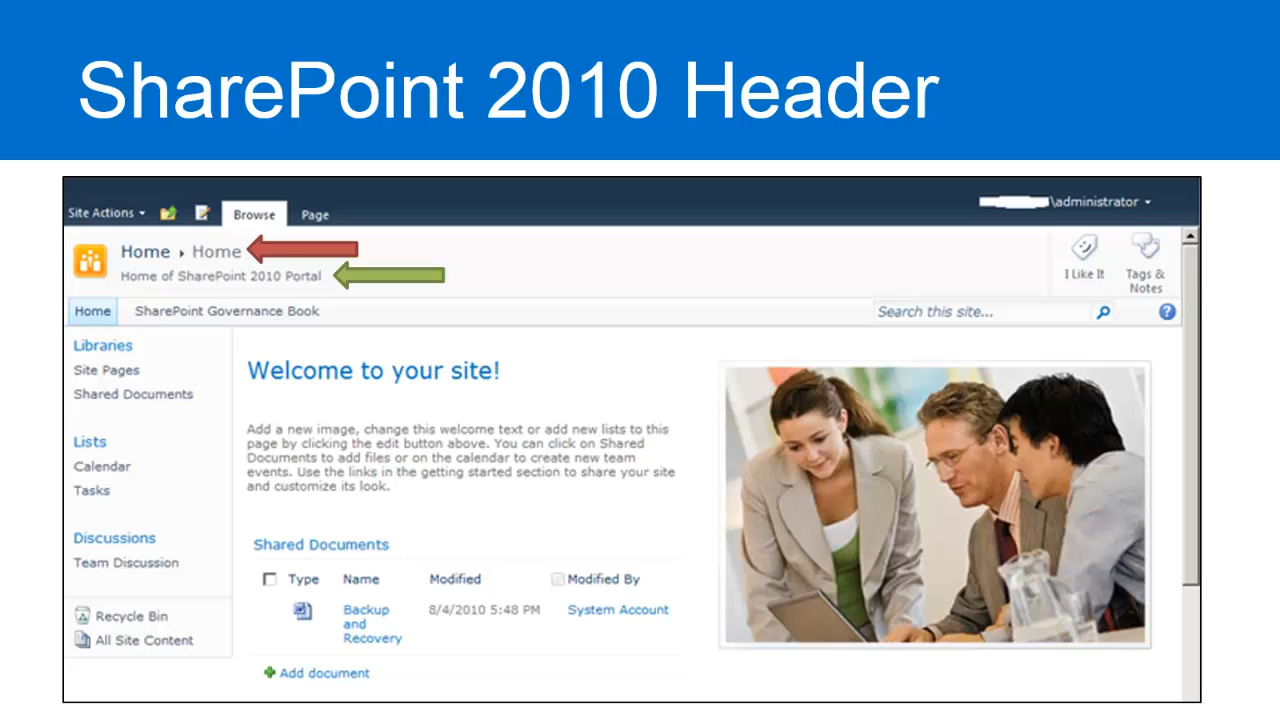 SharePoint 2010 Header
Site Actions
Browse
Page
\administrator
Home ▸ Home
Home of SharePoint 2010 Portal
I Like It
Tags &
Notes
Home
SharePoint Governance Book
Search this site...
?
Libraries
Site Pages
Shared Documents
Lists
Calendar
Tasks
Discussions
Team Discussion
Recycle Bin
All Site Content
Welcome to your site!
Add a new image, change this welcome text or add new lists to this
page by clicking the edit button above. You can click on Shared
Documents to add files or on the calendar to create new team
events. Use the links in the getting started section to share your site
and customize its look.
Shared Documents
Type Name Modified Modified By
Backup 8/4/2010 5:48 PM System Account
and
Recovery
Add document